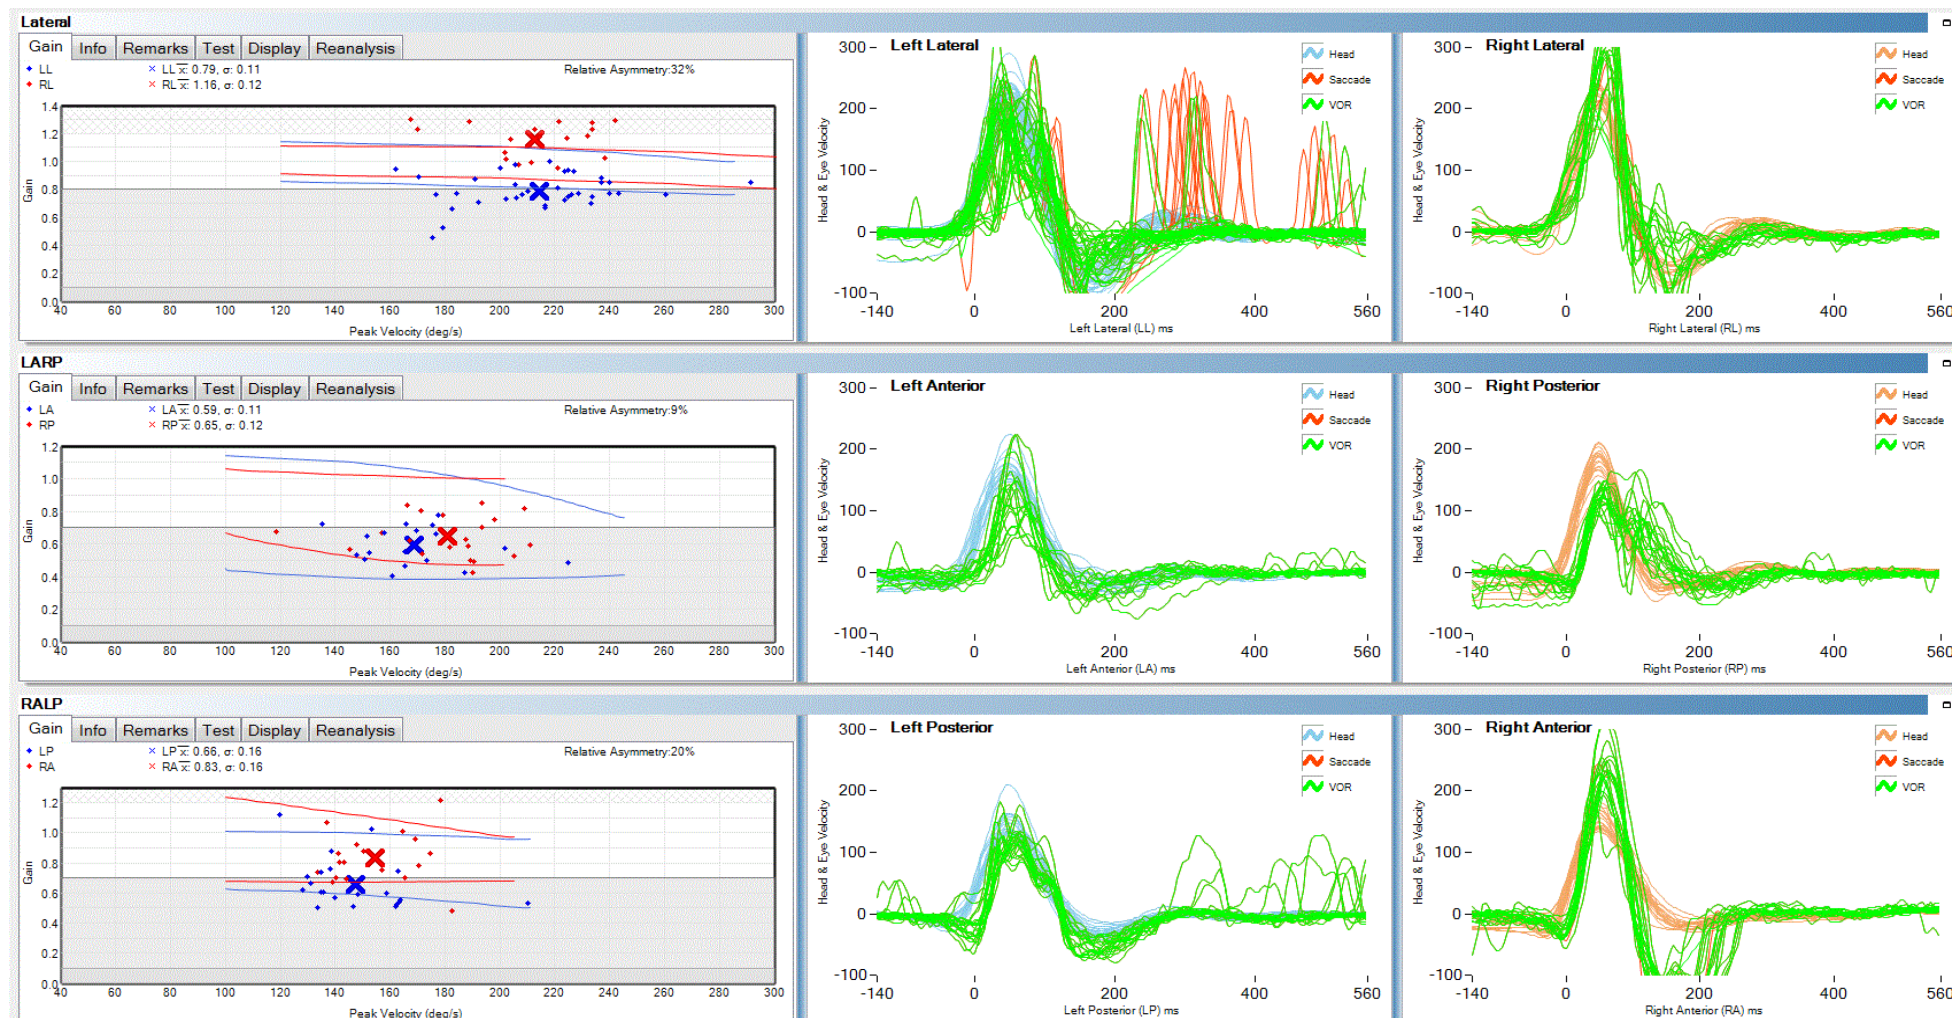 Lateral
Gain Info Remarks Test Display Reanalysis
LL LL x: 0.79, σ: 0.11 Relative Asymmetry:32%
RL RL x: 1.16, σ: 0.12
1.4
1.2
1.0
0.8
0.6
0.4
0.2
0.0
Gain
40 60 80 100 120 140 160 180 200 220 240 260 280 300
Peak Velocity (deg/s)
Left Lateral
Head
Saccade
VOR
300
200
100
0
-100
Head & Eye Velocity
-140 0 200 400 560
Left Lateral (LL) ms
Right Lateral
Head
Saccade
VOR
300
200
100
0
-100
Head & Eye Velocity
-140 0 200 400 560
Right Lateral (RL) ms
LARP
Gain Info Remarks Test Display Reanalysis
LA LA x: 0.59, σ: 0.11 Relative Asymmetry:9%
RP RP x: 0.65, σ: 0.12
1.2
1.0
0.8
0.6
0.4
0.2
0.0
Gain
40 60 80 100 120 140 160 180 200 220 240 260 280 300
Peak Velocity (deg/s)
Left Anterior
Head
Saccade
VOR
300
200
100
0
-100
Head & Eye Velocity
-140 0 200 400 560
Left Anterior (LA) ms
Right Posterior
Head
Saccade
VOR
300
200
100
0
-100
Head & Eye Velocity
-140 0 200 400 560
Right Posterior (RP) ms
RALP
Gain Info Remarks Test Display Reanalysis
LP LP x: 0.66, σ: 0.16 Relative Asymmetry:20%
RA RA x: 0.83, σ: 0.16
1.2
1.0
0.8
0.6
0.4
0.2
0.0
Gain
40 60 80 100 120 140 160 180 200 220 240 260 280 300
Peak Velocity (deg/s)
Left Posterior
Head
Saccade
VOR
300
200
100
0
-100
Head & Eye Velocity
-140 0 200 400 560
Left Posterior (LP) ms
Right Anterior
Head
Saccade
VOR
300
200
100
0
-100
Head & Eye Velocity
-140 0 200 400 560
Right Anterior (RA) ms